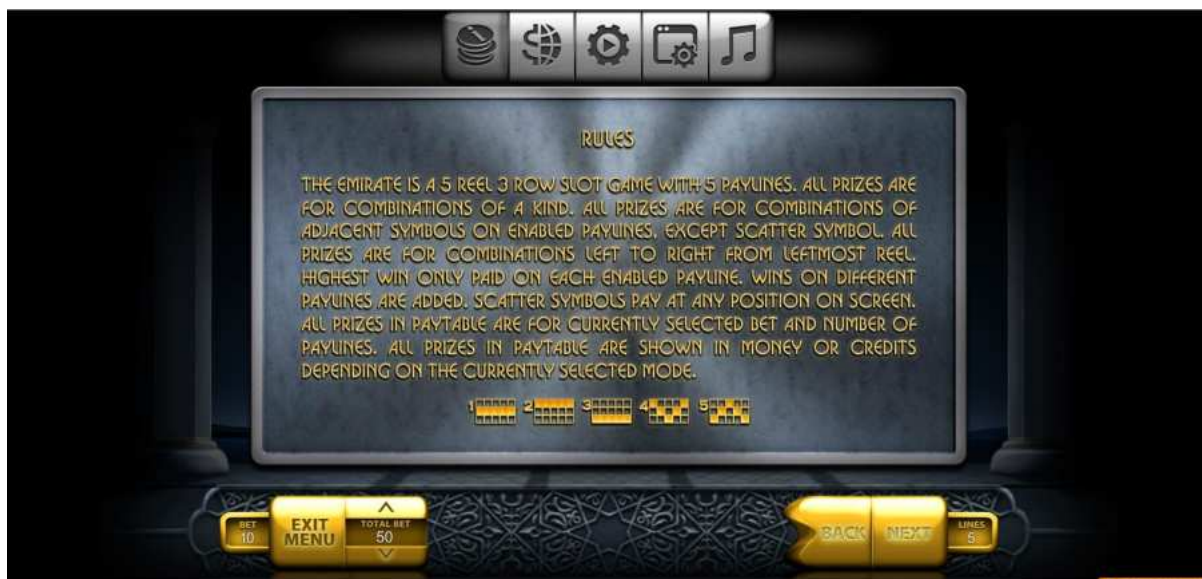 RULES
THE EMIRATE IS A 5 REEL 3 ROW SLOT GAME WITH 5 PAYLINES. ALL PRIZES ARE
FOR COMBINATIONS OF A KIND. ALL PRIZES ARE FOR COMBINATIONS OF
ADJACENT SYMBOLS ON ENABLED PAYLINES, EXCEPT SCATTER SYMBOL. ALL
PRIZES ARE FOR COMBINATIONS LEFT TO RIGHT FROM LEFTMOST REEL.
HIGHEST WIN ONLY PAID ON EACH ENABLED PAYLINE. WINS ON DIFFERENT
PAYLINES ARE ADDED. SCATTER SYMBOLS PAY AT ANY POSITION ON SCREEN.
ALL PRIZES IN PAYTABLE ARE FOR CURRENTLY SELECTED BET AND NUMBER OF
PAYLINES. ALL PRIZES IN PAYTABLE ARE SHOWN IN MONEY OR CREDITS
DEPENDING ON THE CURRENTLY SELECTED MODE.
1 2 3 4 5
BET
10
EXIT
MENU
TOTAL BET
50
BACK
NEXT
LINES
5